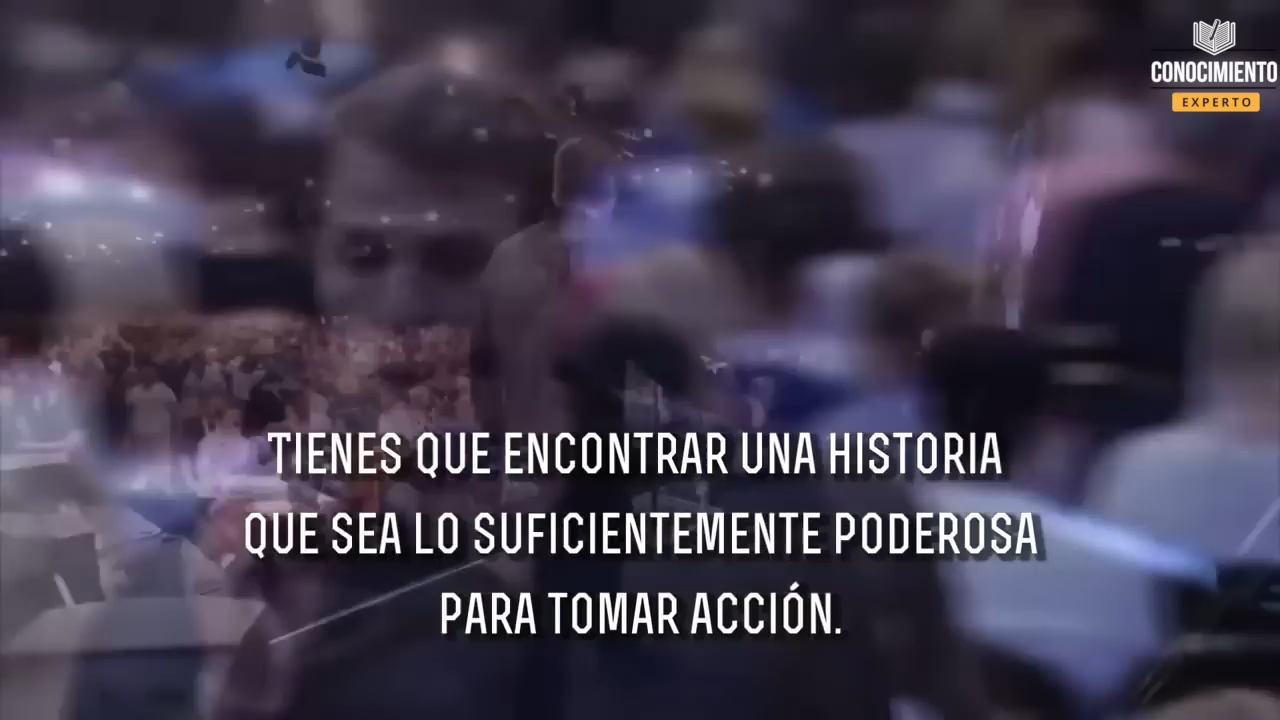 CONOCIMIENTO
EXPERTO
TIENES QUE ENCONTRAR UNA HISTORIA
QUE SEA LO SUFICIENTEMENTE PODEROSA
PARA TOMAR ACCIÓN.